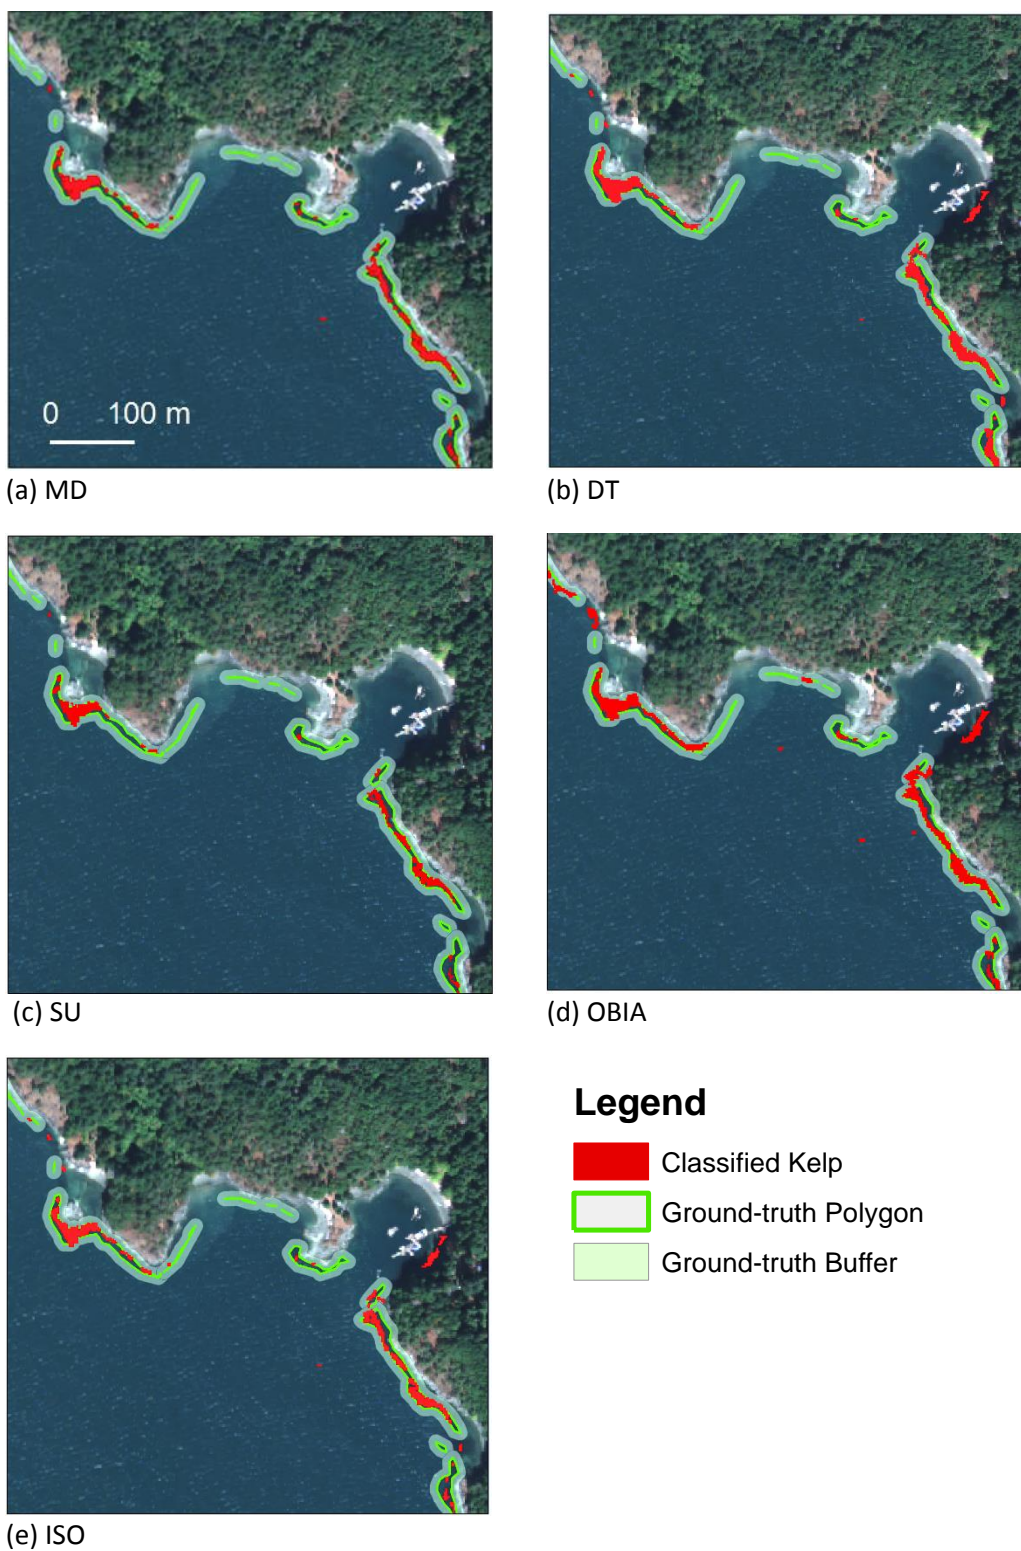 0 100 m
(a) MD
(b) DT
(c) SU
(d) OBIA
(e) ISO
Legend
Classified Kelp
Ground-truth Polygon
Ground-truth Buffer